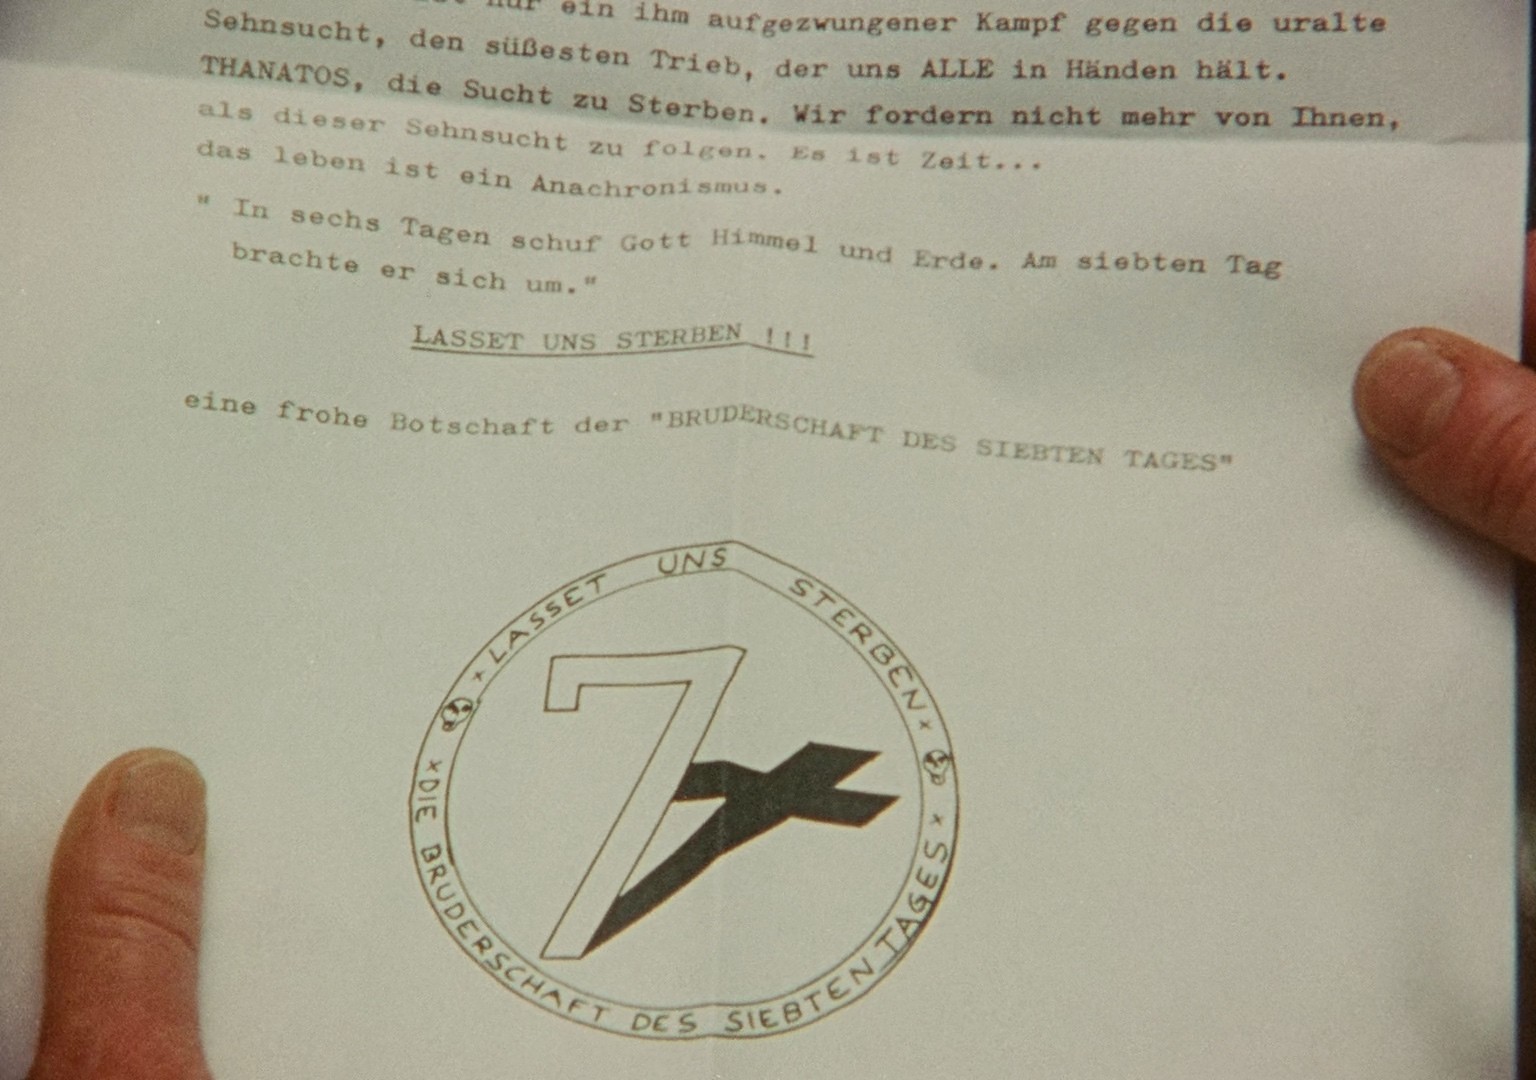 nur ein ihm aufgezwungener Kampf gegen die uralte
Sehnsucht, den süßesten Trieb, der uns ALLE in Händen hält.
THANATOS, die Sucht zu Sterben. Wir fordern nicht mehr von Ihnen,
als dieser Sehnsucht zu folgen. Es ist Zeit...
das leben ist ein Anachronismus.
" In sechs Tagen schuf Gott Himmel und Erde. Am siebten Tag
brachte er sich um."
LASSET UNS STERBEN !!!
eine frohe Botschaft der "BRUDERSCHAFT DES SIEBTEN TAGES"
x LASSET UNS STERBEN x
7
x DIE BRUDERSCHAFT DES SIEBTEN TAGES x